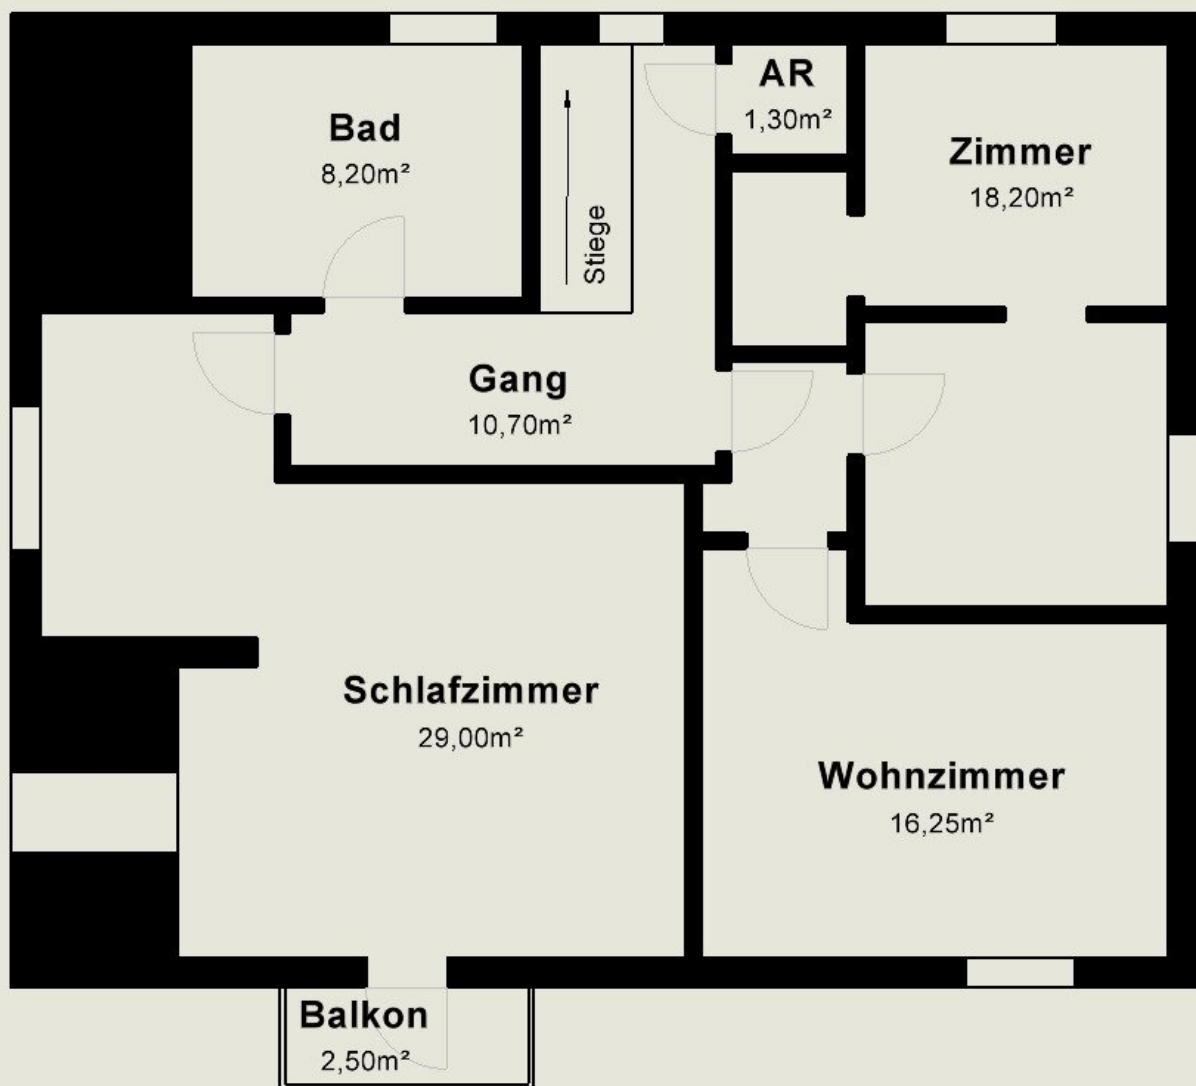 Bad
8,20m²
Stiege
AR
1,30m²
Zimmer
18,20m²
Gang
10,70m²
Schlafzimmer
29,00m²
Wohnzimmer
16,25m²
Balkon
2,50m²